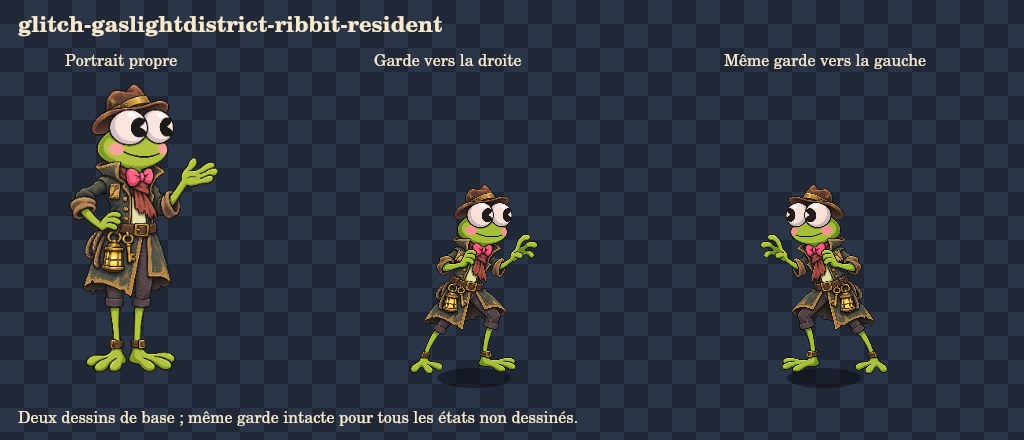 glitch-gaslightdistrict-ribbit-resident
Portrait propre
Garde vers la droite
Même garde vers la gauche
Deux dessins de base ; même garde intacte pour tous les états non dessinés.